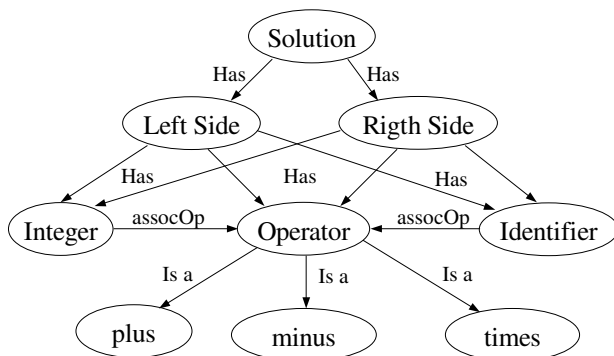 Solution
Has Has
Left Side Rigth Side
Has Has Has
Integer assocOp Operator assocOp Identifier
Is a Is a Is a
plus minus times